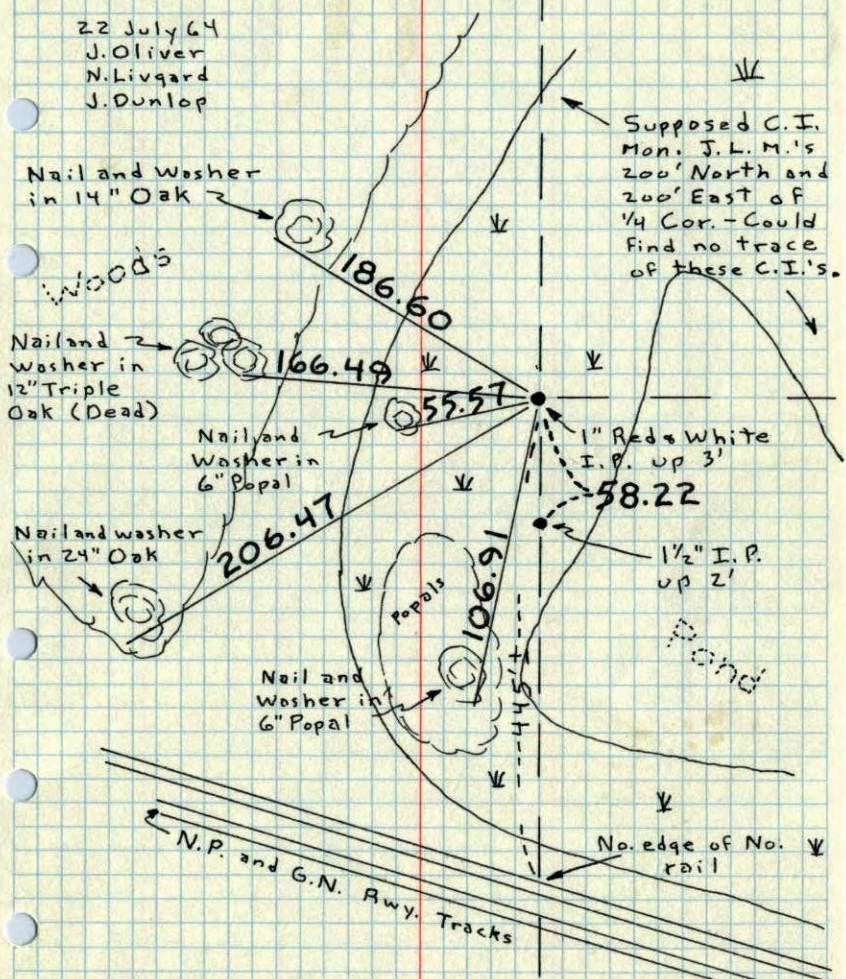 22 July 64
J. Oliver
N. Livgard
J. Dunlop
Supposed C.I.
Mon. J.L.M.'s
200' North and
200' East of
1/4 Cor. - Could
find no trace
of these C.I.'s.
Nail and Washer
in 14" Oak
Woods
186.60
Nail and
Washer in
12" Triple
Oak (Dead)
166.49
55.57
Nail and
Washer in
6" Popal
1" Red & White
I.P. up 3'
58.22
206.47
Nail and washer
in 24" Oak
1 1/2" I.P.
up 2'
106.91
Popals
Pond
Nail and
Washer in
6" Popal
445'±
No. edge of No.
rail
N.P. and G.N. Rwy. Tracks